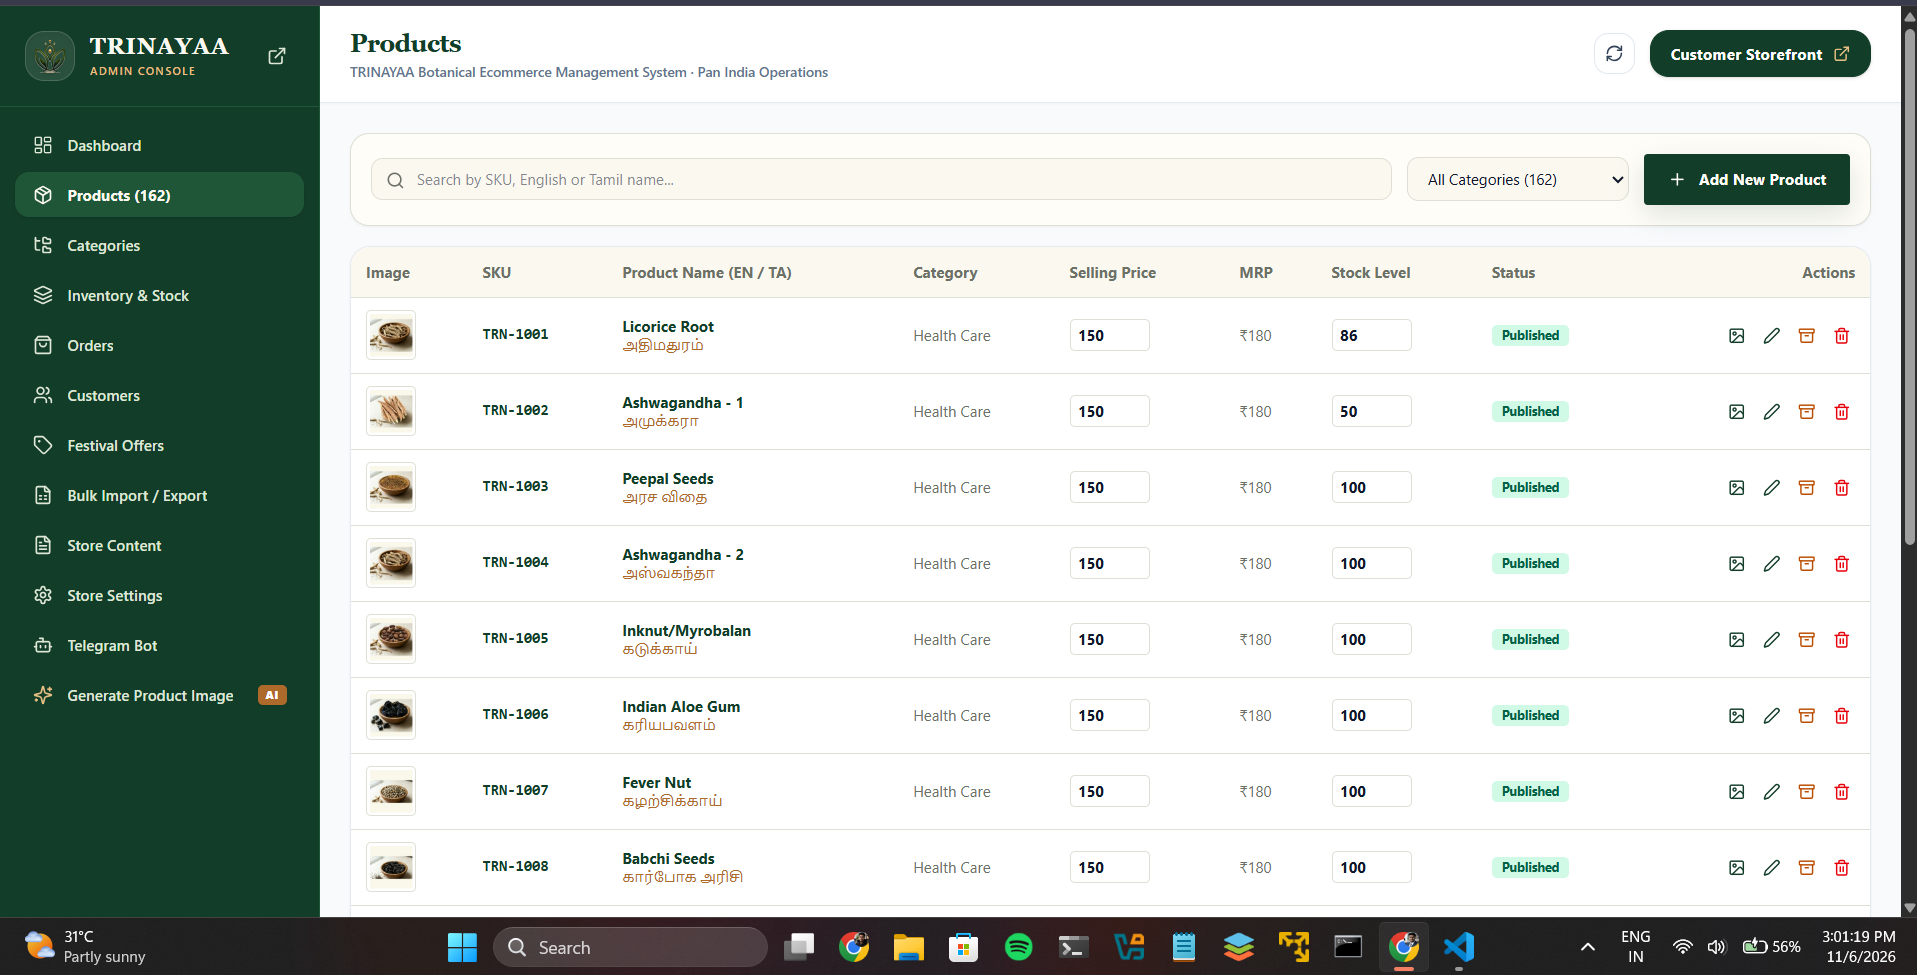 TRINAYAA
ADMIN CONSOLE
Dashboard
Products (162)
Categories
Inventory & Stock
Orders
Customers
Festival Offers
Bulk Import / Export
Store Content
Store Settings
Telegram Bot
Generate Product Image AI
Products
TRINAYAA Botanical Ecommerce Management System · Pan India Operations
Customer Storefront
Search by SKU, English or Tamil name...
All Categories (162)
Add New Product
Image SKU Product Name (EN / TA) Category Selling Price MRP Stock Level Status Actions
TRN-1001 Licorice Root Health Care 150 ₹180 86 Published
அதிமதுரம்
TRN-1002 Ashwagandha - 1 Health Care 150 ₹180 50 Published
அமுக்கரா
TRN-1003 Peepal Seeds Health Care 150 ₹180 100 Published
அரச விதை
TRN-1004 Ashwagandha - 2 Health Care 150 ₹180 100 Published
அஸ்வகந்தா
TRN-1005 Inknut/Myrobalan Health Care 150 ₹180 100 Published
கடுக்காய்
TRN-1006 Indian Aloe Gum Health Care 150 ₹180 100 Published
கரியபவளம்
TRN-1007 Fever Nut Health Care 150 ₹180 100 Published
கழற்சிக்காய்
TRN-1008 Babchi Seeds Health Care 150 ₹180 100 Published
கார்போக அரிசி
31°C
Partly sunny
Search
ENG
IN
56%
3:01:19 PM
11/6/2026